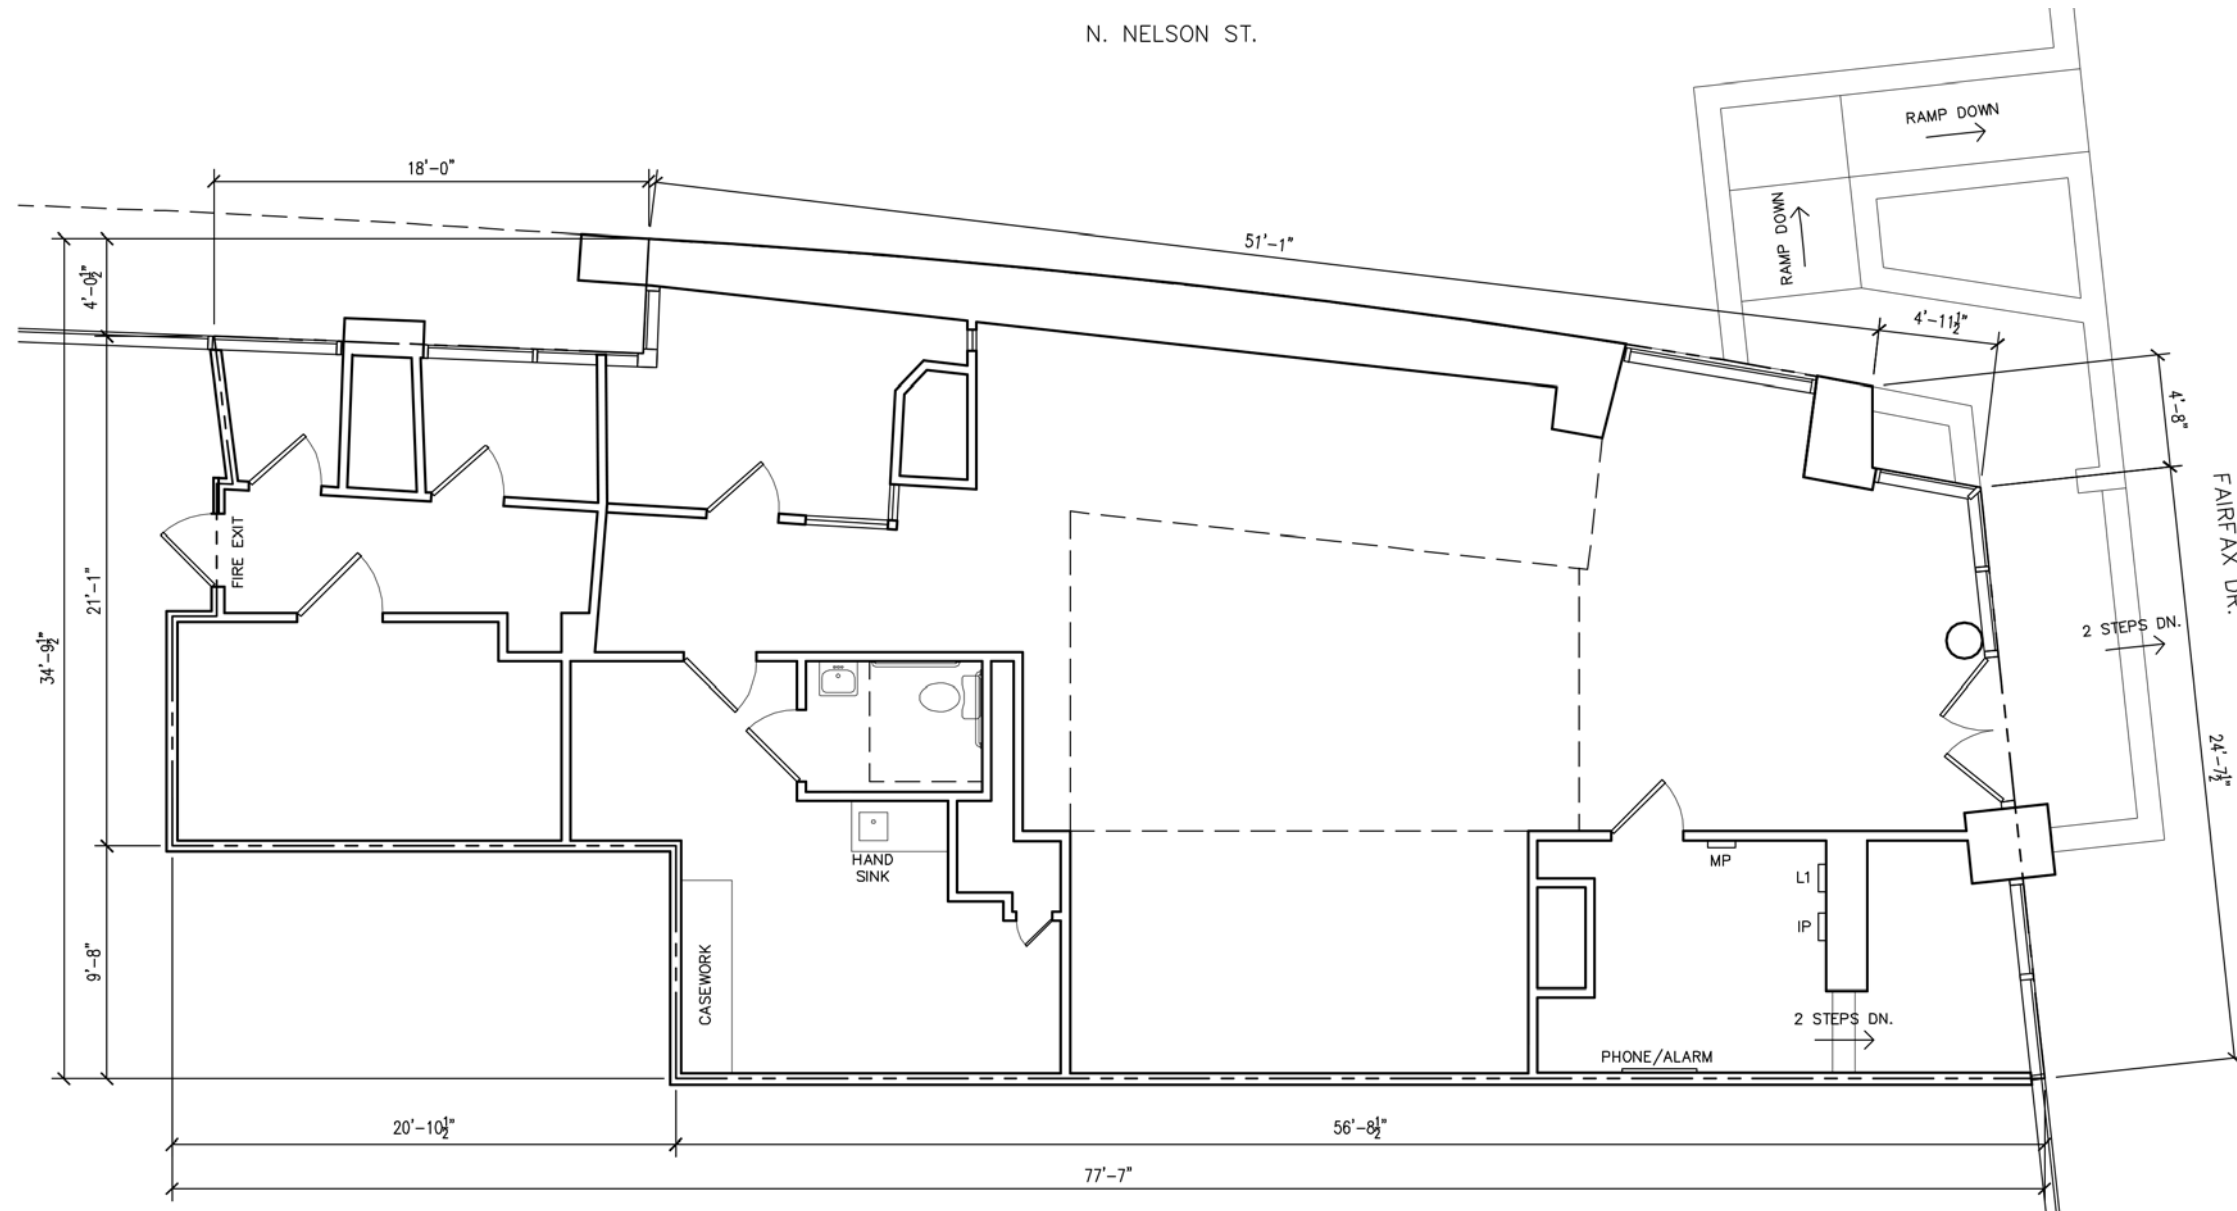 N. NELSON ST.
RAMP DOWN
18'-0"
RAMP DOWN
51'-1"
4'-0½"
4'-11½"
4'-8"
FAIRFAX DR.
FIRE EXIT
21'-1"
2 STEPS DN.
34'-9½"
24'-7½"
HAND
SINK
MP
L1
IP
9'-8"
CASEWORK
2 STEPS DN.
PHONE/ALARM
20'-10½"
56'-8½"
77'-7"